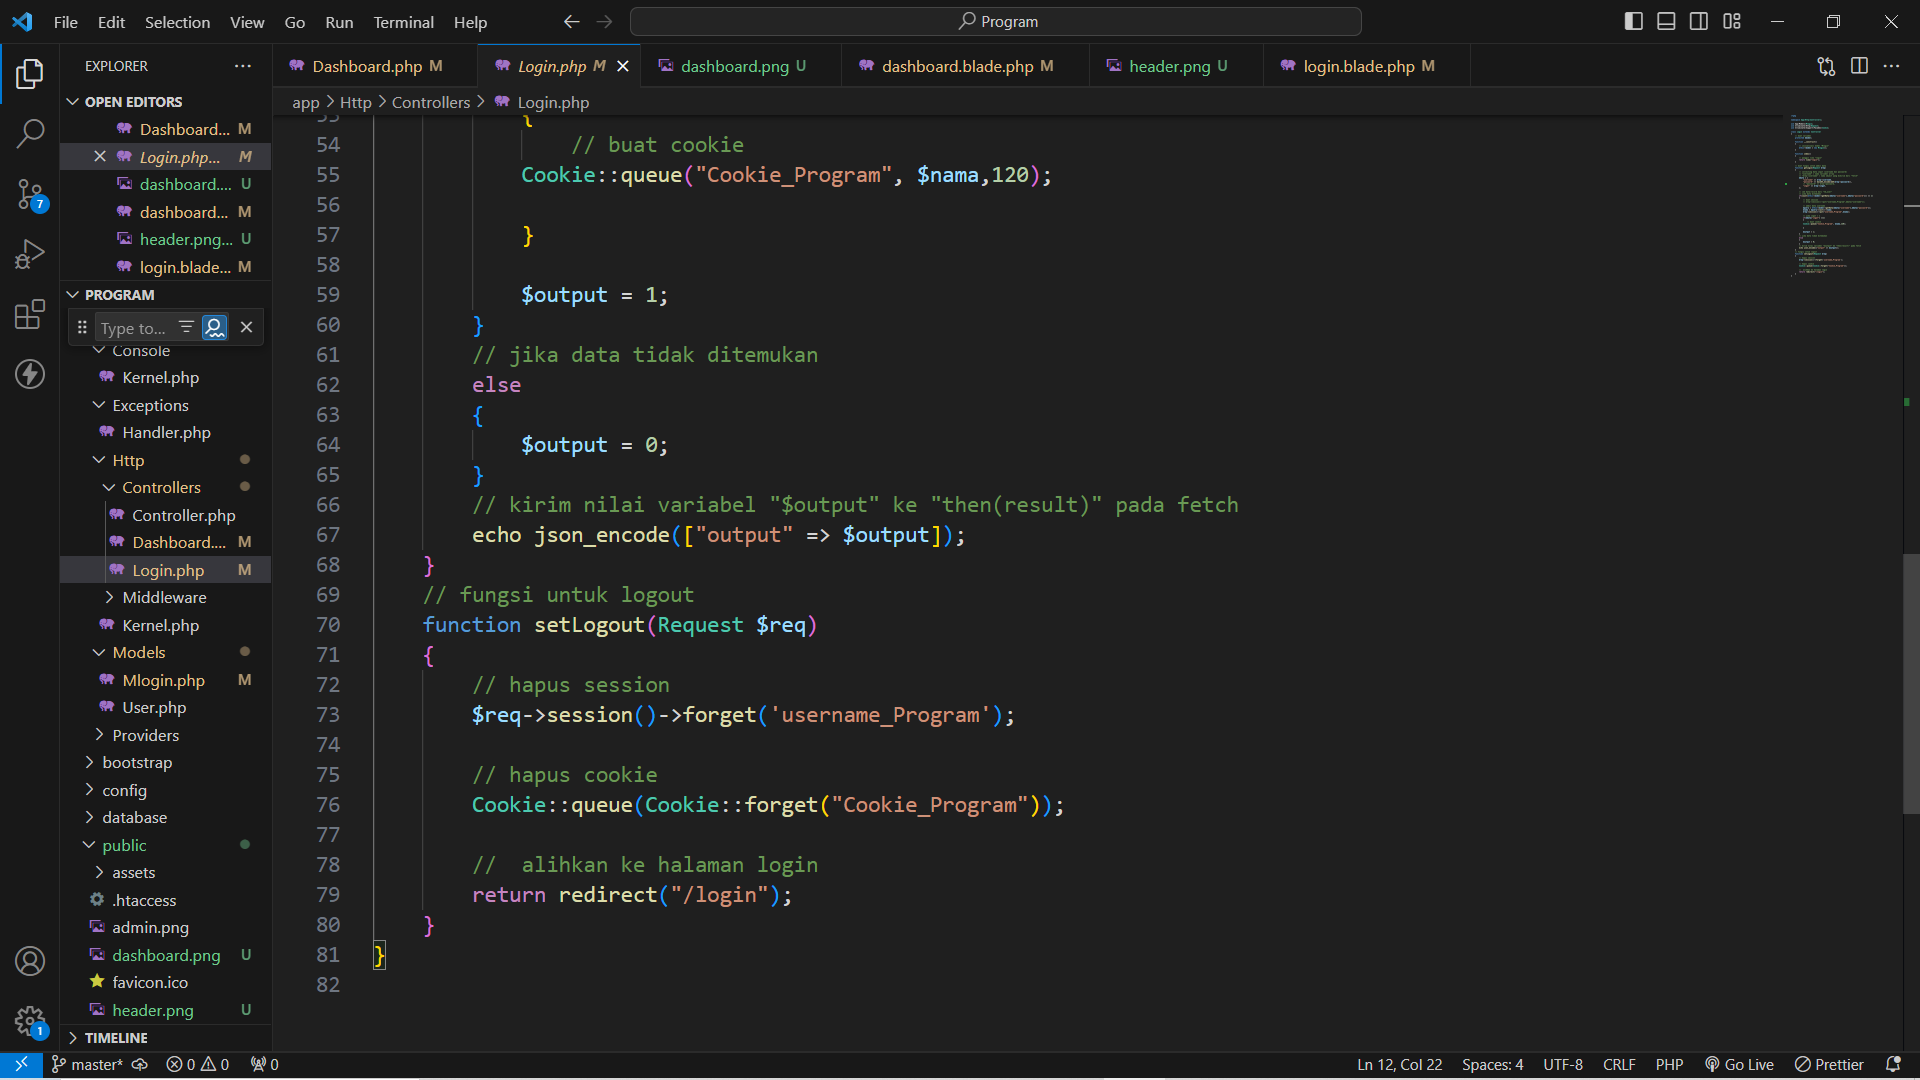 File Edit Selection View Go Run Terminal Help
Program
EXPLORER
OPEN EDITORS
Dashboard... M
Login.php... M
dashboard.... U
dashboard... M
header.png... U
login.blade... M
PROGRAM
Type to...
Console
Kernel.php
Exceptions
Handler.php
Http
Controllers
Controller.php
Dashboard.... M
Login.php M
Middleware
Kernel.php
Models
Mlogin.php M
User.php
Providers
bootstrap
config
database
public
assets
.htaccess
admin.png
dashboard.png U
favicon.ico
header.png U
TIMELINE
7
1
Dashboard.php M
Login.php M
dashboard.png U
dashboard.blade.php M
header.png U
login.blade.php M
app > Http > Controllers > Login.php
53 {
54 // buat cookie
55 Cookie::queue("Cookie_Program", $nama,120);
56
57 }
58
59 $output = 1;
60 }
61 // jika data tidak ditemukan
62 else
63 {
64 $output = 0;
65 }
66 // kirim nilai variabel "$output" ke "then(result)" pada fetch
67 echo json_encode(["output" => $output]);
68 }
69 // fungsi untuk logout
70 function setLogout(Request $req)
71 {
72 // hapus session
73 $req->session()->forget('username_Program');
74
75 // hapus cookie
76 Cookie::queue(Cookie::forget("Cookie_Program"));
77
78 //  alihkan ke halaman login
79 return redirect("/login");
80 }
81 }
82
master* 0 0 0
Ln 12, Col 22 Spaces: 4 UTF-8 CRLF PHP Go Live Prettier